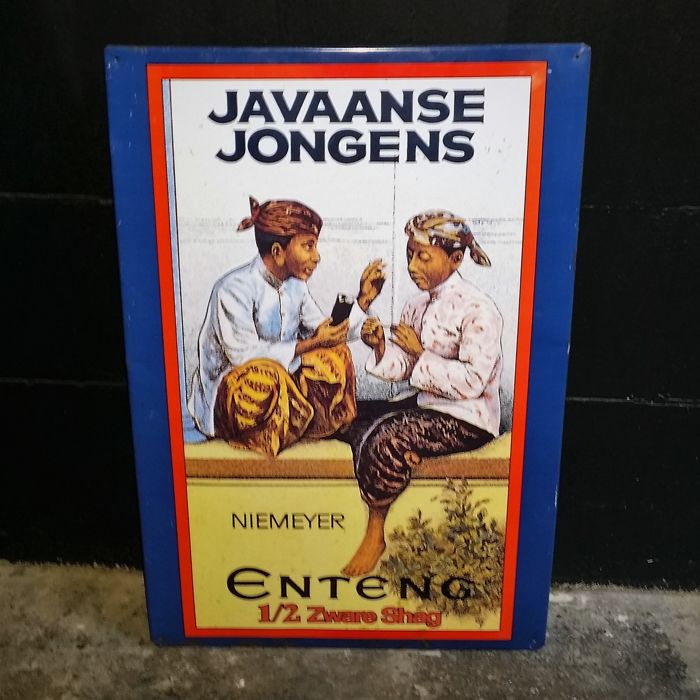 JAVAANSE
JONGENS
NIEMEYER
ENTENG
1/2 Zware Shag